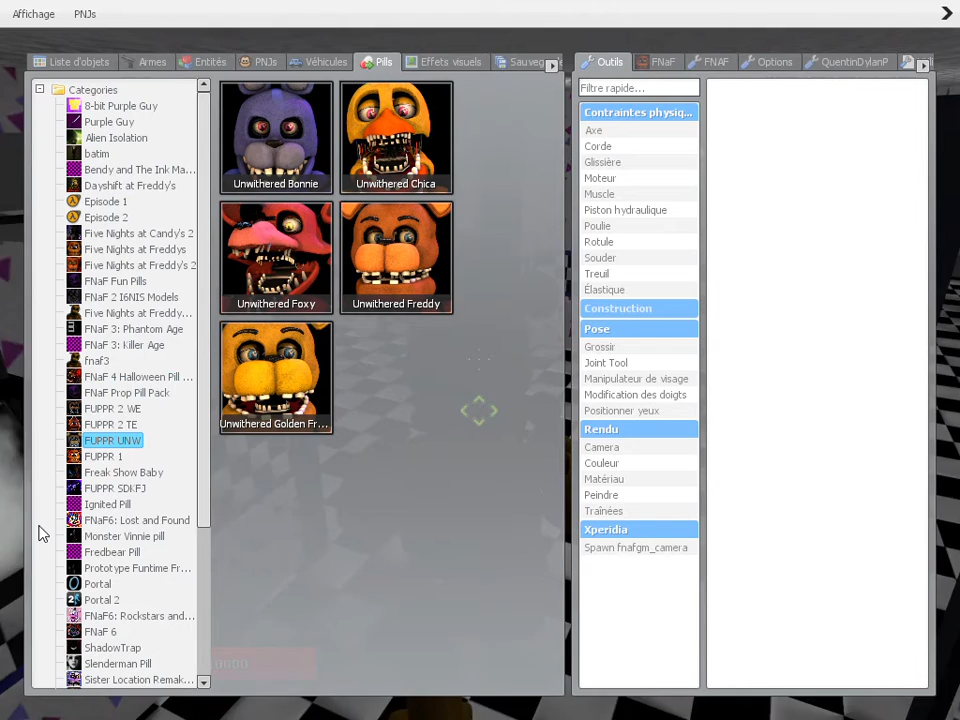 Affichage PNJs
Liste d'objets Armes Entités PNJs Véhicules Pills Effets visuels Sauveg
Outils FNaF FNAF Options QuentinDylanP
Categories
8-bit Purple Guy
Purple Guy
Alien Isolation
batim
Bendy and The Ink Ma...
Dayshift at Freddy's
Episode 1
Episode 2
Five Nights at Candy's 2
Five Nights at Freddys
Five Nights at Freddy's 2
FNaF Fun Pills
FNAF 2 I6NIS Models
Five Nights at Freddy...
FNaF 3: Phantom Age
FNaF 3: Killer Age
fnaf3
FNaF 4 Halloween Pill ...
FNAF Prop Pill Pack
FUPPR 2 WE
FUPPR 2 TE
FUPPR UNW
FUPPR 1
Freak Show Baby
FUPPR SDKFJ
Ignited Pill
FNaF6: Lost and Found
Monster Vinnie pill
Fredbear Pill
Prototype Funtime Fr...
Portal
Portal 2
FNaF6: Rockstars and...
FNAF 6
ShadowTrap
Slenderman Pill
Sister Location Remak...
Unwithered Bonnie
Unwithered Chica
Unwithered Foxy
Unwithered Freddy
Unwithered Golden Fr...
Filtre rapide...
Contraintes physiq...
Axe
Corde
Glissière
Moteur
Muscle
Piston hydraulique
Poulie
Rotule
Souder
Treuil
Élastique
Construction
Pose
Grossir
Joint Tool
Manipulateur de visage
Modification des doigts
Positionner yeux
Rendu
Camera
Couleur
Matériau
Peindre
Traînées
Xperidia
Spawn fnafgm_camera